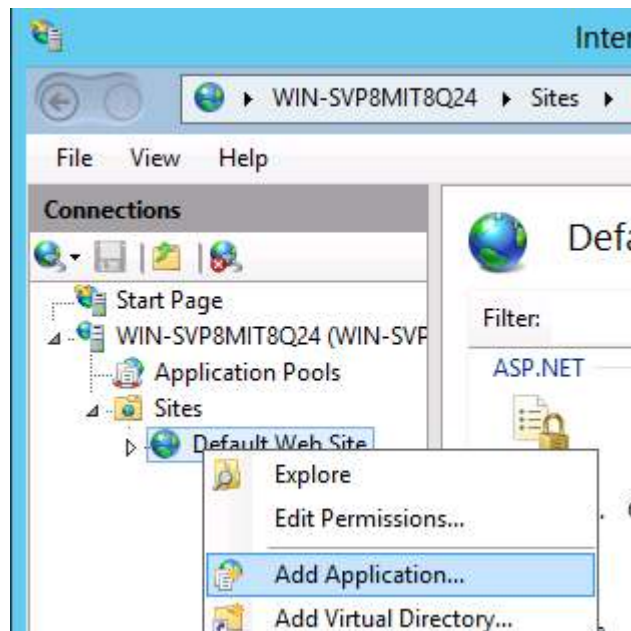 Inter
WIN-SVP8MIT8Q24 Sites
File View Help
Connections
Start Page
WIN-SVP8MIT8Q24 (WIN-SVP
Application Pools
Sites
Default Web Site
Defa
Filter:
ASP.NET
Explore
Edit Permissions...
Add Application...
Add Virtual Directory...